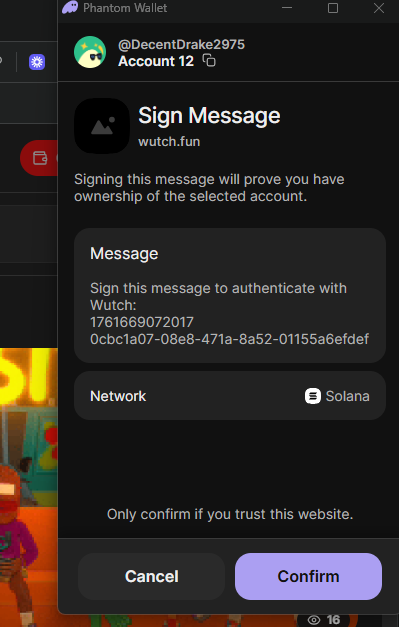 Phantom Wallet
@DecentDrake2975
Account 12
Sign Message
wutch.fun
Signing this message will prove you have
ownership of the selected account.
Message
Sign this message to authenticate with
Wutch:
1761669072017
0cbc1a07-08e8-471a-8a52-01155a6efdef
Network
Solana
Only confirm if you trust this website.
Cancel
Confirm
16